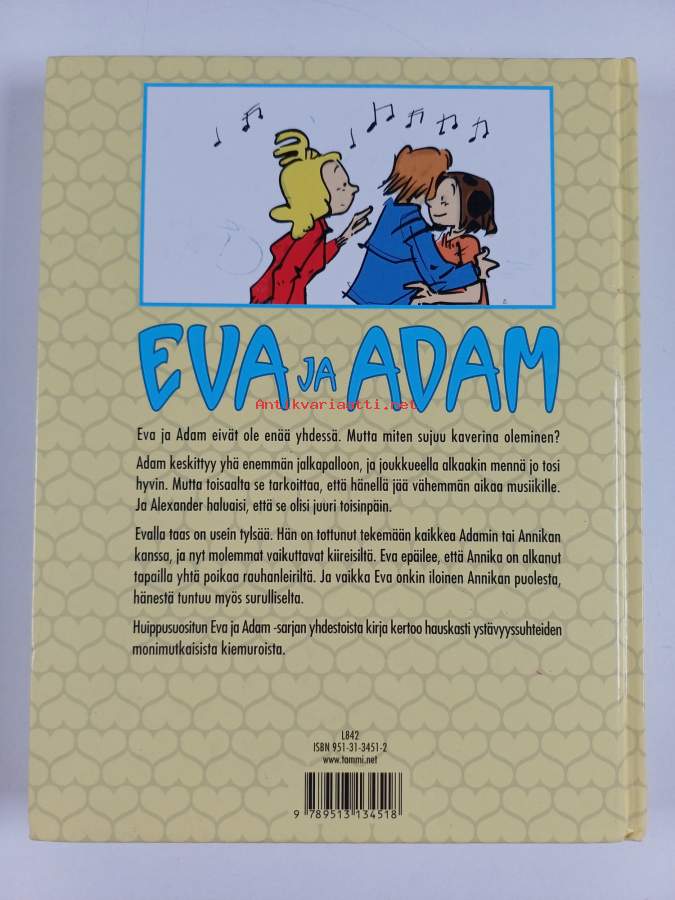 EVA JA ADAM
Antikvariaatti.net
Eva ja Adam eivät ole enää yhdessä. Mutta miten sujuu kaverina oleminen?
Adam keskittyy yhä enemmän jalkapalloon, ja joukkueella alkaakin mennä jo tosi
hyvin. Mutta toisaalta se tarkoittaa, että hänellä jää vähemmän aikaa musiikille.
Ja Alexander haluaisi, että se olisi juuri toisinpäin.
Evalla taas on usein tylsää. Hän on tottunut tekemään kaikkea Adamin tai Annikan
kanssa, ja nyt molemmat vaikuttavat kiireisiltä. Eva epäilee, että Annika on alkanut
tapailla yhtä poikaa rauhanleiriltä. Ja vaikka Eva onkin iloinen Annikan puolesta,
hänestä tuntuu myös surulliselta.
Huippusuositun Eva ja Adam -sarjan yhdestoista kirja kertoo hauskasti ystävyyssuhteiden
monimutkaisista kiemuroista.
L842
ISBN 951-31-3451-2
www.tammi.net
9 789513 134518